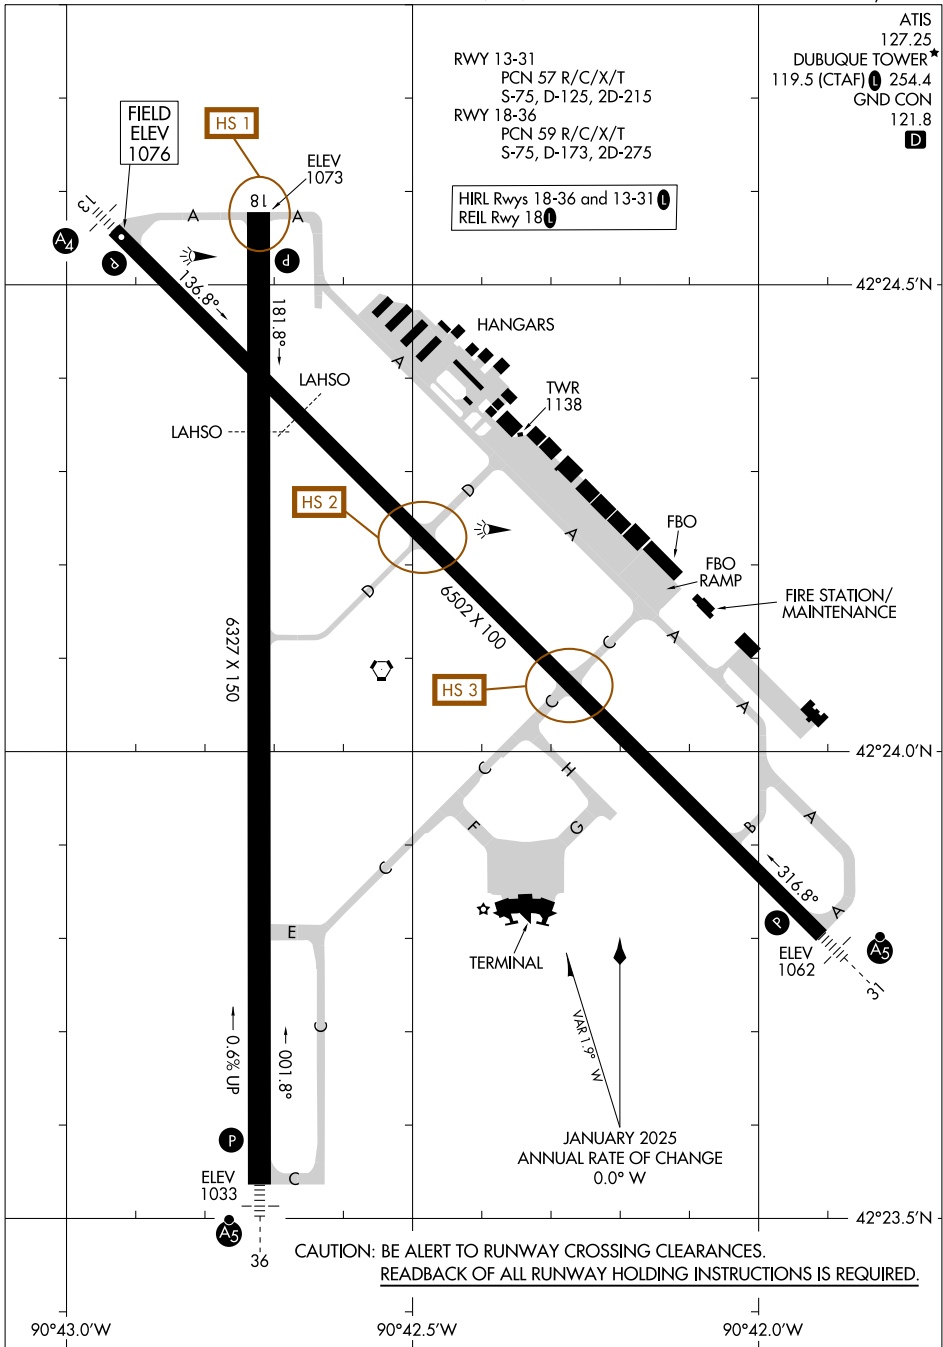 ATIS
127.25
DUBUQUE TOWER★
119.5 (CTAF) L 254.4
GND CON
121.8
D
RWY 13-31
PCN 57 R/C/X/T
S-75, D-125, 2D-215
RWY 18-36
PCN 59 R/C/X/T
S-75, D-173, 2D-275
HIRL Rwys 18-36 and 13-31 L
REIL Rwy 18 L
FIELD
ELEV
1076
HS 1
ELEV
1073
18
13
A A
A4
P
P
136.8°
181.8°
42°24.5'N
HANGARS
A
LAHSO
LAHSO
TWR
1138
HS 2
D
A
D
FBO
FBO
RAMP
FIRE STATION/
MAINTENANCE
6502 X 100
6327 X 150
C
A
HS 3
C
A
42°24.0'N
C
H
F
G
B
A
C
316.8°
A
E
P
ELEV
1062
A5
31
TERMINAL
VAR 1.9° W
C
0.6% UP
001.8°
P
JANUARY 2025
ANNUAL RATE OF CHANGE
0.0° W
ELEV
1033
C
A5
36
42°23.5'N
CAUTION: BE ALERT TO RUNWAY CROSSING CLEARANCES.
READBACK OF ALL RUNWAY HOLDING INSTRUCTIONS IS REQUIRED.
90°43.0'W
90°42.5'W
90°42.0'W